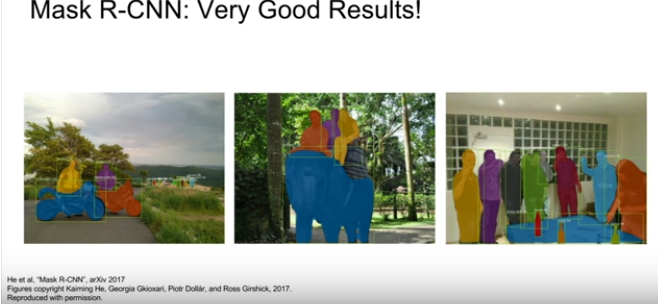 Mask R-CNN: Very Good Results!
He et al, "Mask R-CNN", arXiv 2017
Figures copyright Kaiming He, Georgia Gkioxari, Piotr Dollár, and Ross Girshick, 2017.
Reproduced with permission.